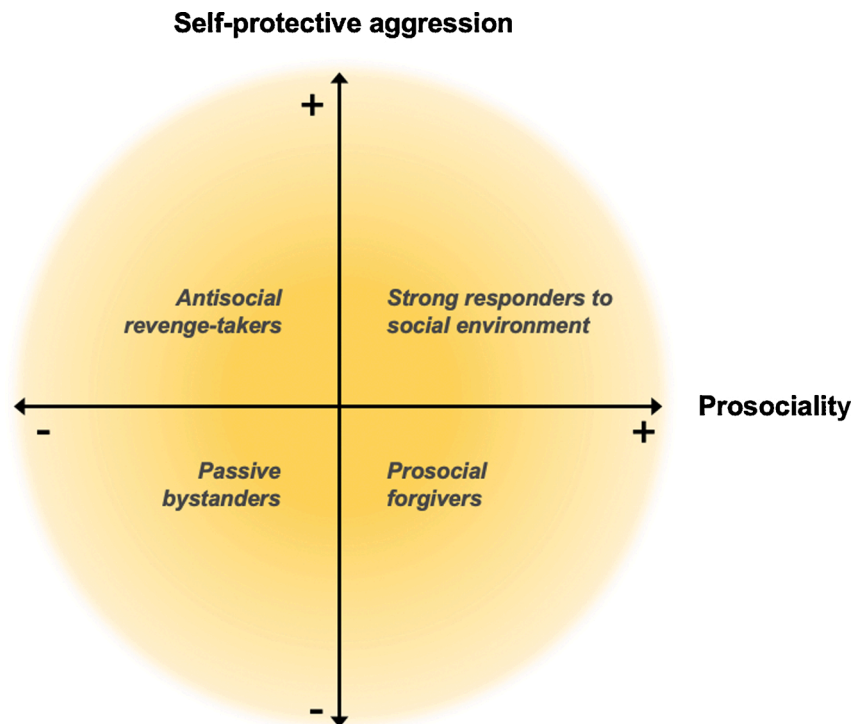 Self-protective aggression
+
Antisocial
revenge-takers
Strong responders to
social environment
Prosociality
-
+
Passive
bystanders
Prosocial
forgivers
-